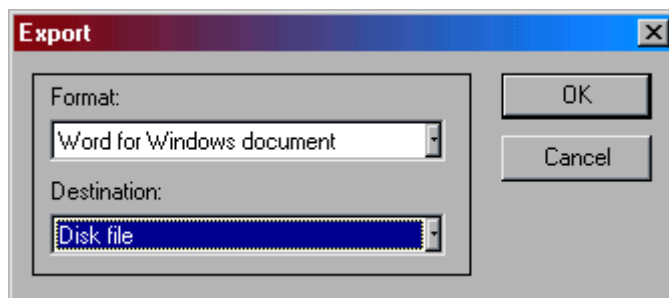 Export
Format:
OK
Word for Windows document
Cancel
Destination:
Disk file